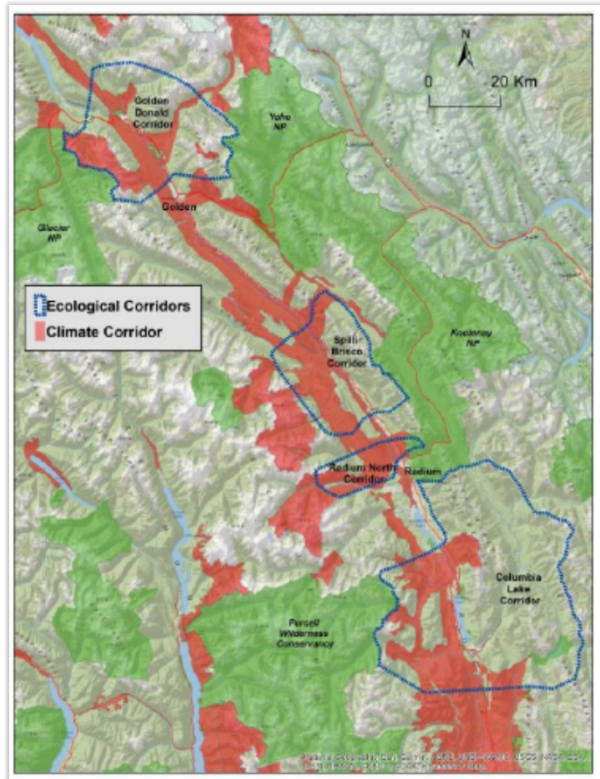 N
0 20 Km
Golden
Donald
Corridor
Yoho
NP
Golden
Glacier
NP
Ecological Corridors
Climate Corridor
Kootenay
NP
Spilli
Brisco
Corridor
Radium North
Corridor
Radium
Columbia
Lake
Corridor
Purcell
Wilderness
Conservancy